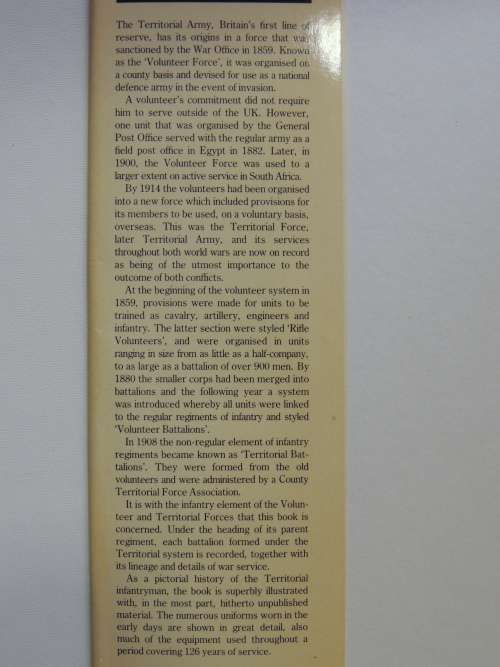 The Territorial Army, Britain's first line of
reserve, has its origins in a force that was
sanctioned by the War Office in 1859. Known
as the 'Volunteer Force', it was organised on
a county basis and devised for use as a national
defence army in the event of invasion.
A volunteer's commitment did not require
him to serve outside of the UK. However,
one unit that was organised by the General
Post Office served with the regular army as a
field post office in Egypt in 1882. Later, in
1900, the Volunteer Force was used to a
larger extent on active service in South Africa.
By 1914 the volunteers had been organised
into a new force which included provisions for
its members to be used, on a voluntary basis,
overseas. This was the Territorial Force,
later Territorial Army, and its services
throughout both world wars are now on record
as being of the utmost importance to the
outcome of both conflicts.
At the beginning of the volunteer system in
1859, provisions were made for units to be
trained as cavalry, artillery, engineers and
infantry. The latter section were styled 'Rifle
Volunteers', and were organised in units
ranging in size from as little as a half-company,
to as large as a battalion of over 900 men. By
1880 the smaller corps had been merged into
battalions and the following year a system
was introduced whereby all units were linked
to the regular regiments of infantry and styled
'Volunteer Battalions'.
In 1908 the non-regular element of infantry
regiments became known as 'Territorial Bat-
talions'. They were formed from the old
volunteers and were administered by a County
Territorial Force Association.
It is with the infantry element of the Volun-
teer and Territorial Forces that this book is
concerned. Under the heading of its parent
regiment, each battalion formed under the
Territorial system is recorded, together with
its lineage and details of war service.
As a pictorial history of the Territorial
infantryman, the book is superbly illustrated
with, in the most part, hitherto unpublished
material. The numerous uniforms worn in the
early days are shown in great detail, also
much of the equipment used throughout a
period covering 126 years of service.